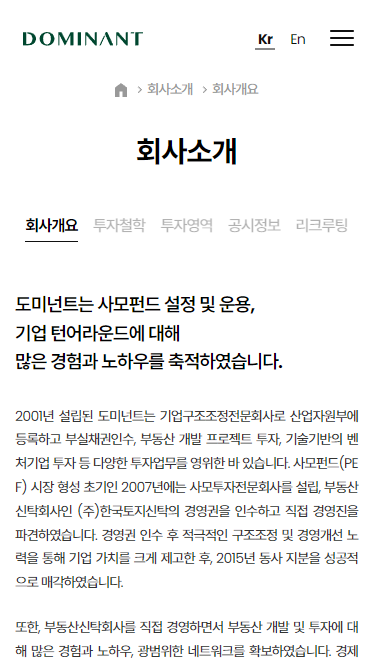 DOMINANT
Kr En
회사소개 회사개요
회사소개
회사개요 투자철학 투자영역 공시정보 리크루팅
도미넌트는 사모펀드 설정 및 운용,
기업 턴어라운드에 대해
많은 경험과 노하우를 축적하였습니다.
2001년 설립된 도미넌트는 기업구조조정전문회사로 산업자원부에
등록하고 부실채권인수, 부동산 개발 프로젝트 투자, 기술기반의 벤
처기업 투자 등 다양한 투자업무를 영위한 바 있습니다. 사모펀드(PE
F) 시장 형성 초기인 2007년에는 사모투자전문회사를 설립, 부동산
신탁회사인 (주)한국토지신탁의 경영권을 인수하고 직접 경영진을
파견하였습니다. 경영권 인수 후 적극적인 구조조정 및 경영개선 노
력을 통해 기업 가치를 크게 제고한 후, 2015년 동사 지분을 성공적
으로 매각하였습니다.
또한, 부동산신탁회사를 직접 경영하면서 부동산 개발 및 투자에 대
해 많은 경험과 노하우, 광범위한 네트워크를 확보하였습니다. 경제